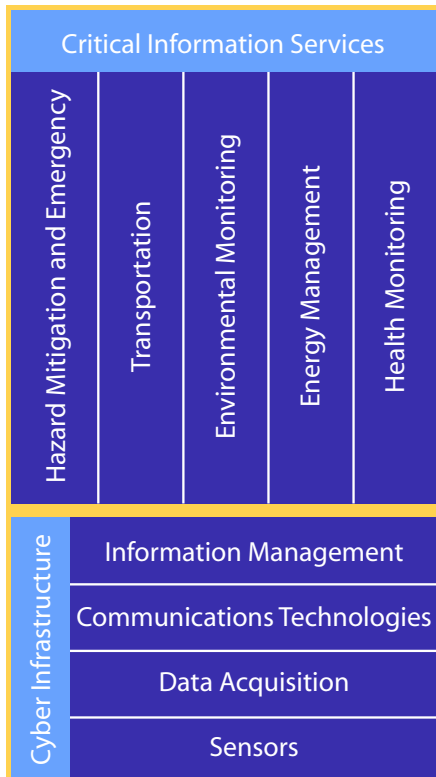 Critical Information Services
Hazard Mitigation and Emergency
Transportation
Environmental Monitoring
Energy Management
Health Monitoring
Cyber Infrastructure
Information Management
Communications Technologies
Data Acquisition
Sensors